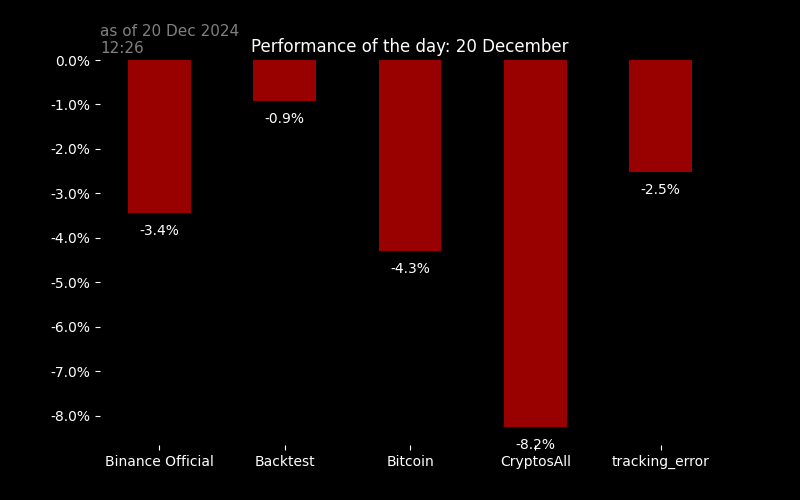 as of 20 Dec 2024
12:26
Performance of the day: 20 December
0.0%
-1.0%
-2.0%
-3.0%
-4.0%
-5.0%
-6.0%
-7.0%
-8.0%
-3.4%
-0.9%
-4.3%
-8.2%
-2.5%
Binance Official
Backtest
Bitcoin
CryptosAll
tracking_error